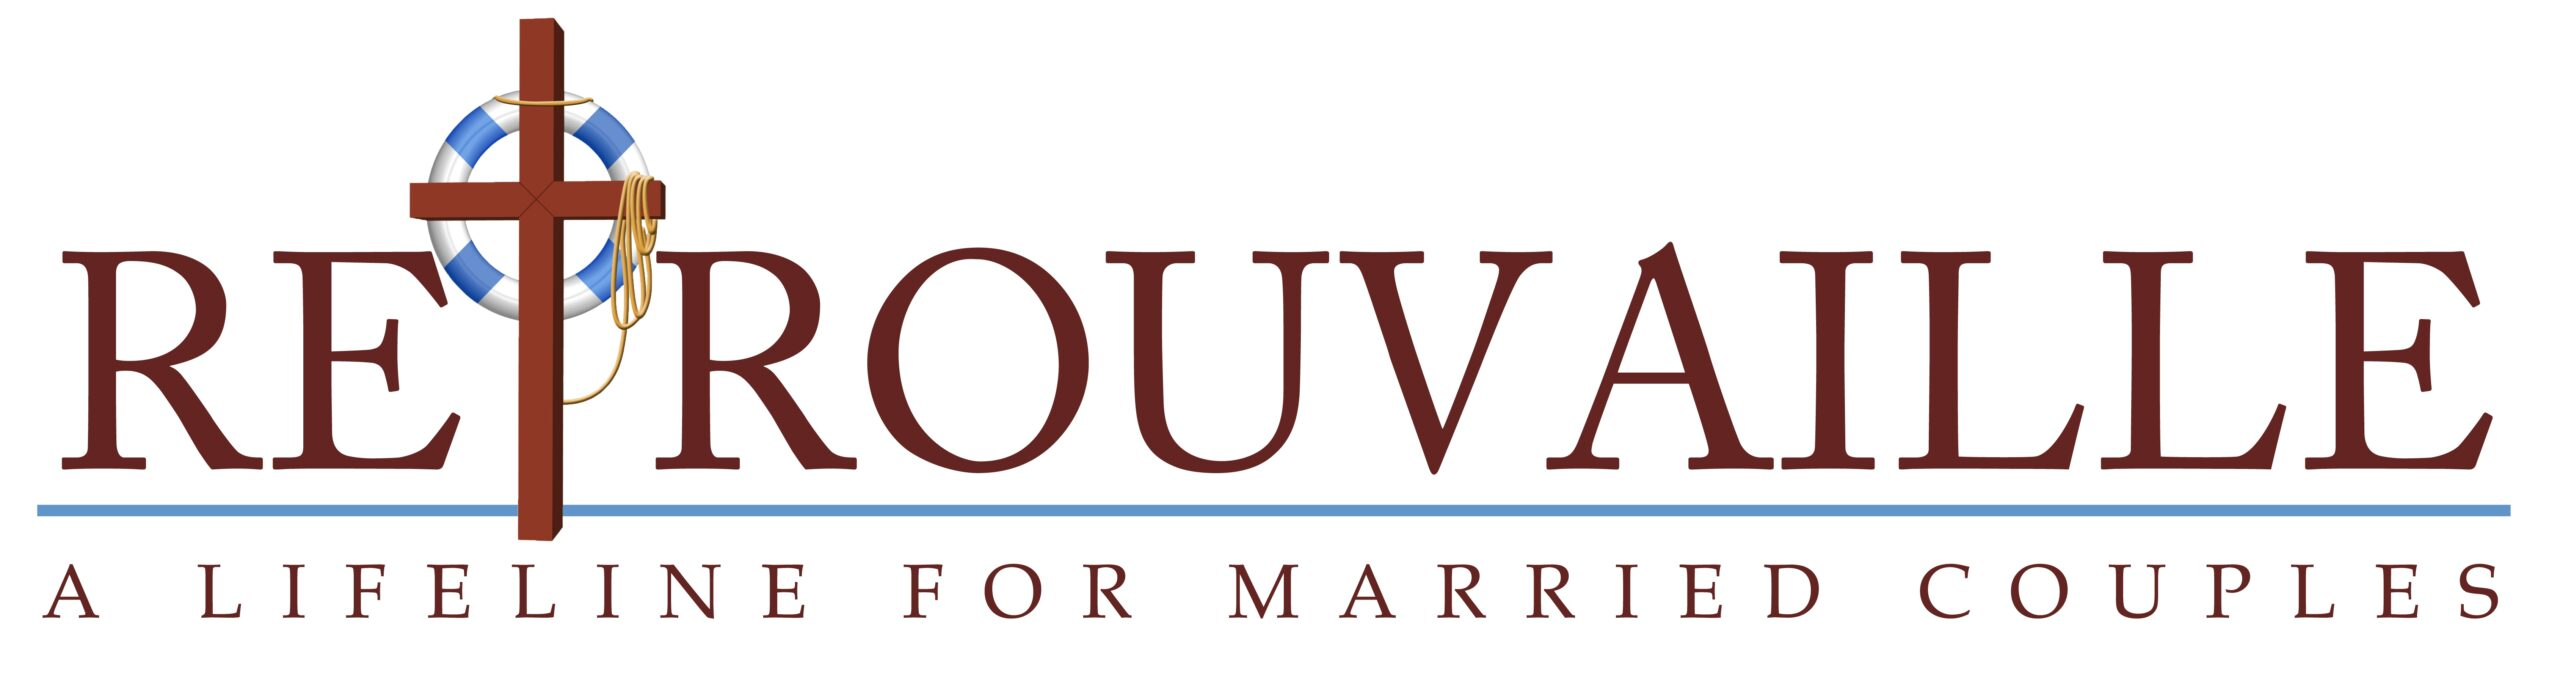 RETROUVAILLE
A LIFELINE FOR MARRIED COUPLES